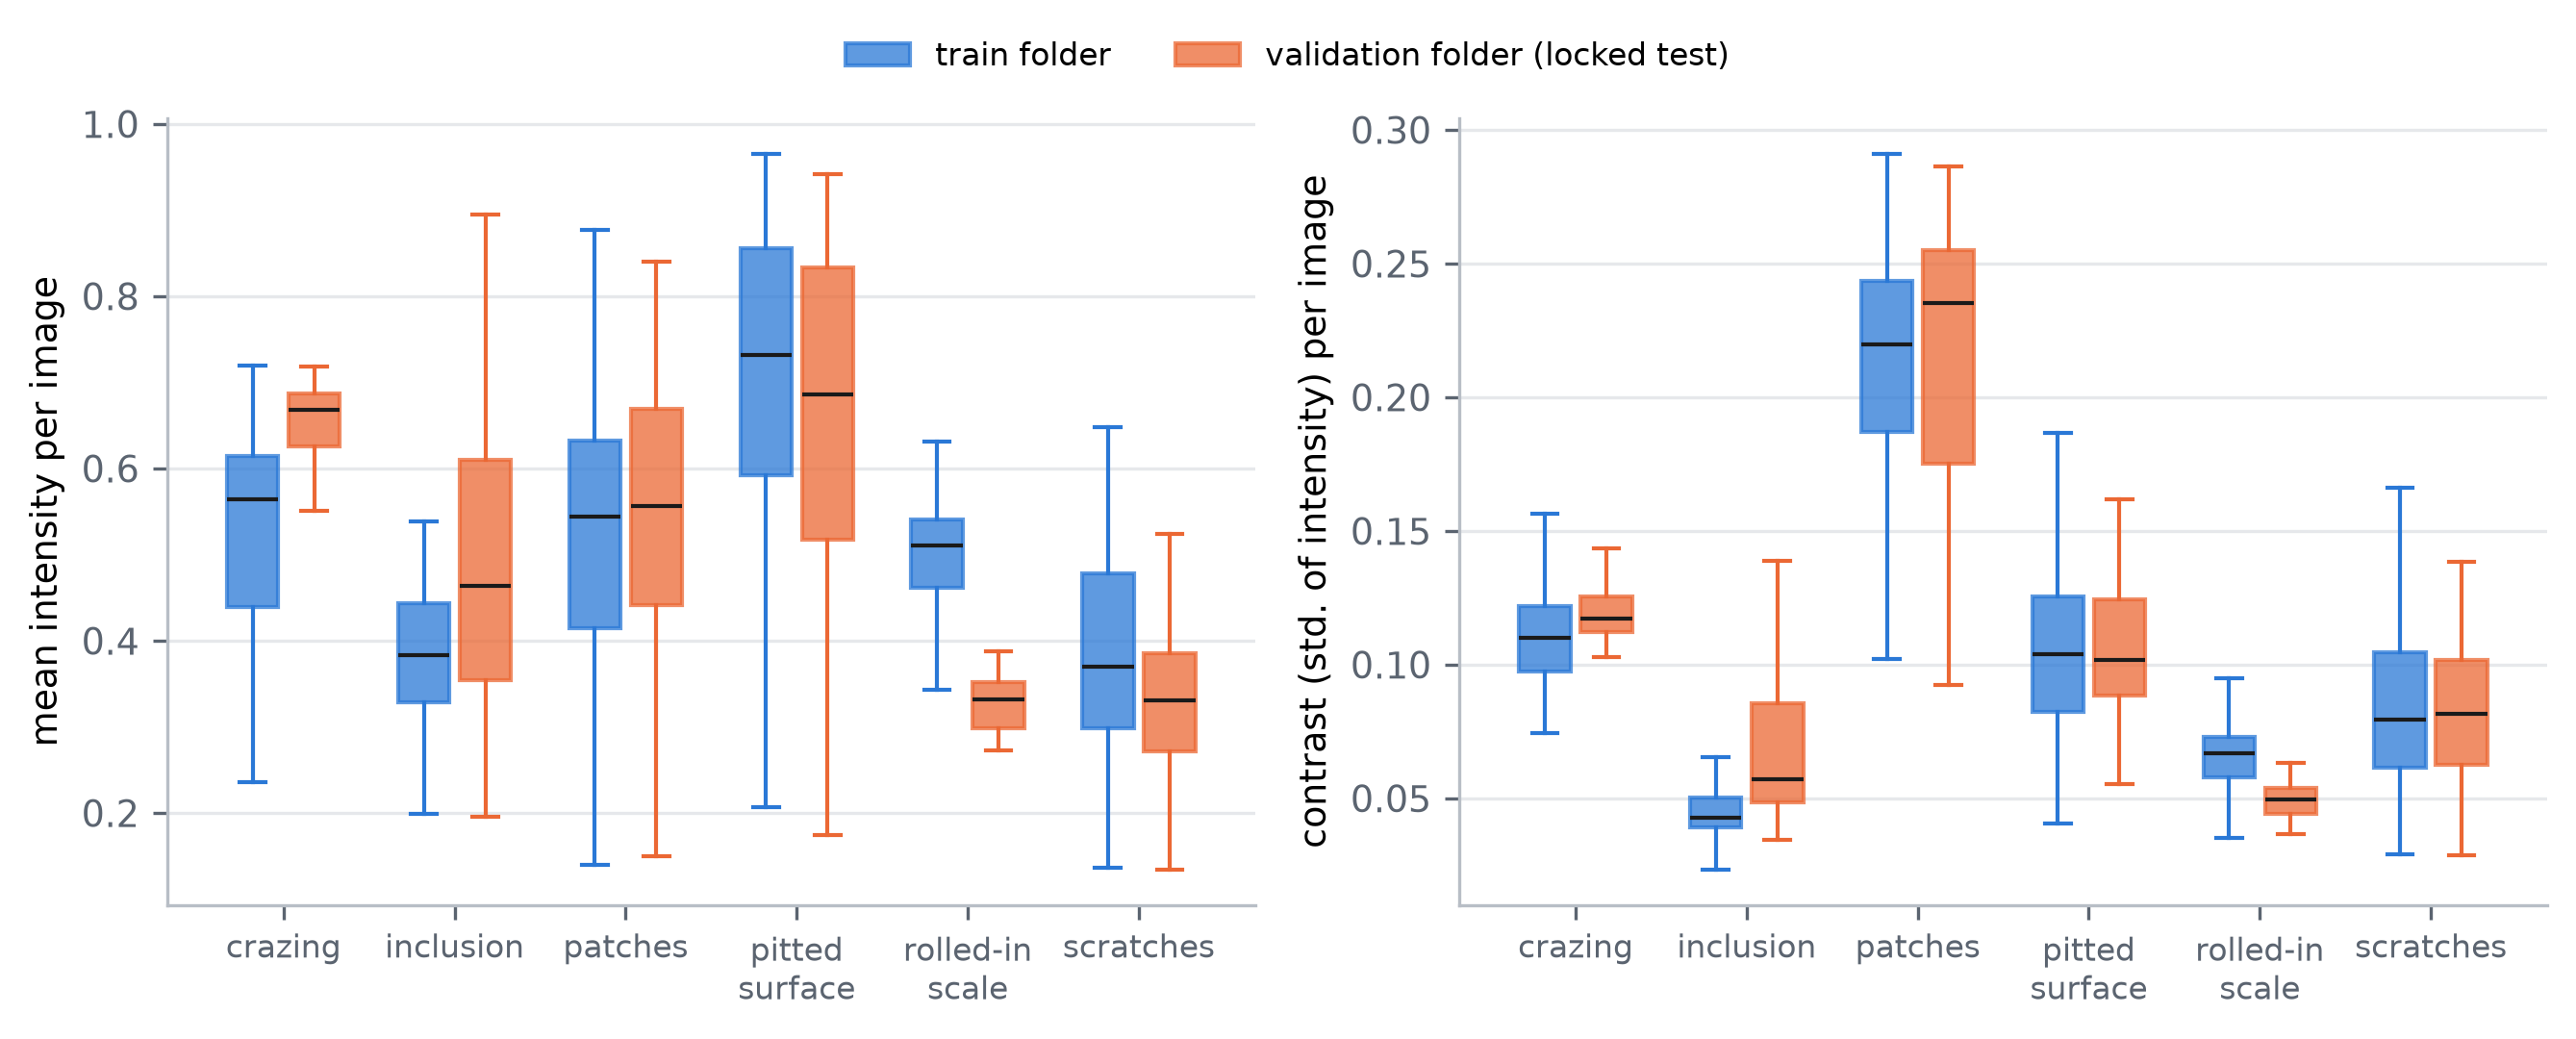 train folder
validation folder (locked test)
mean intensity per image
1.0
0.8
0.6
0.4
0.2
crazing
inclusion
patches
pitted
surface
rolled-in
scale
scratches
contrast (std. of intensity) per image
0.30
0.25
0.20
0.15
0.10
0.05
crazing
inclusion
patches
pitted
surface
rolled-in
scale
scratches